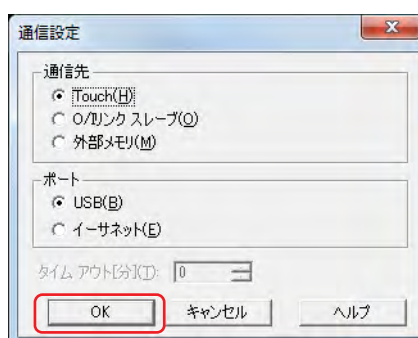 通信設定
通信先
Touch(H)
O/Iリンク スレーブ(O)
外部メモリ(M)
ポート
USB(B)
イーサネット(E)
タイム アウト[分](T): 0
OK キャンセル ヘルプ